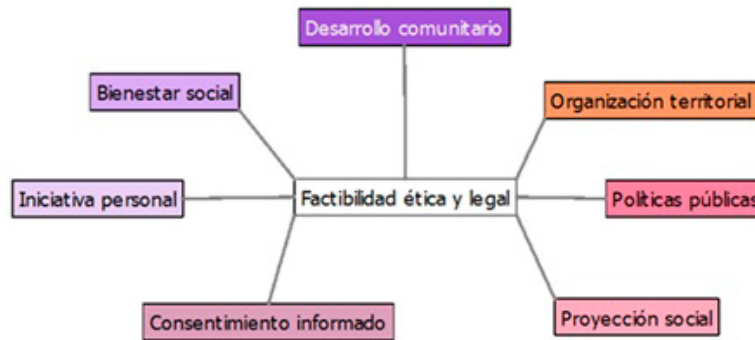 Desarrollo comunitario
Bienestar social
Organización territorial
Iniciativa personal
Factibilidad ética y legal
Políticas públicas
Consentimiento informado
Proyección social